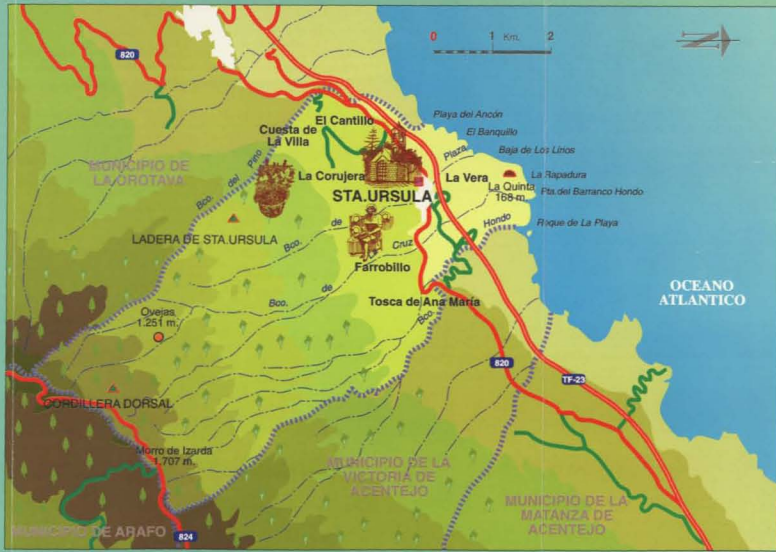 820
0 1 Km. 2
Playa del Ancón
El Cantillo
El Banquillo
Cuesta de
La Villa
Baja de Los Lirios
Plaza
MUNICIPIO DE
LA OROTAVA
Bco. del Pino
La Corujera
La Vera
La Rapadura
La Quinta
168 m.
Pta.del Barranco Hondo
STA.URSULA
Roque de La Playa
LADERA DE STA.URSULA
Bco. de
Cruz
Hondo
Farrobillo
OCEANO
ATLANTICO
Bco. de
Tosca de Ana María
Bco.
Ovejas
1.251 m.
820
TF-23
CORDILLERA DORSAL
Morro de Izarda
1.707 m.
MUNICIPIO DE LA
VICTORIA DE
ACENTEJO
MUNICIPIO DE LA
MATANZA DE
ACENTEJO
MUNICIPIO DE ARAFO
824